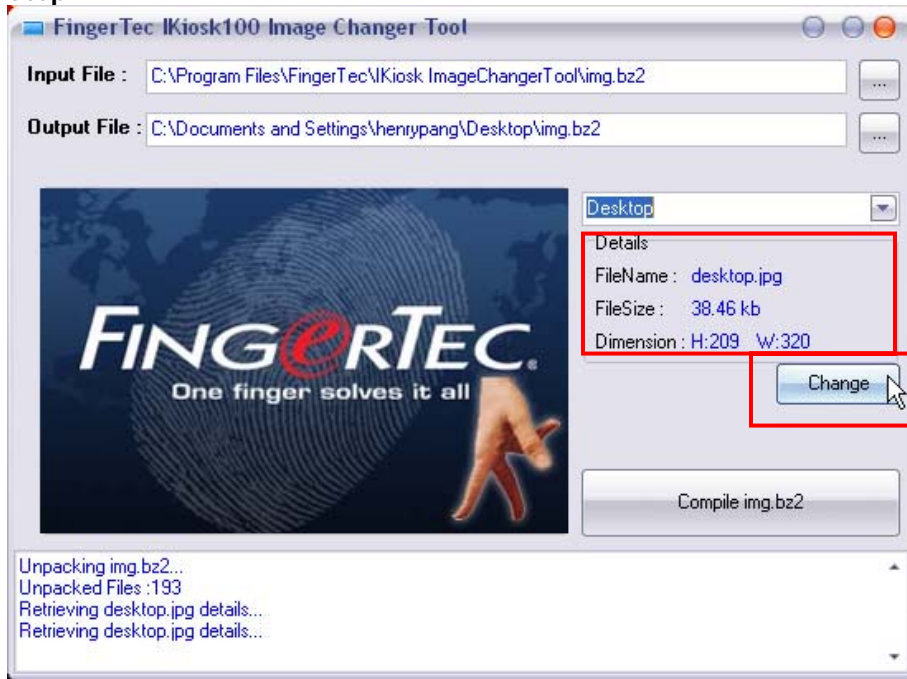 FingerTec IKiosk100 Image Changer Tool
Input File : C:\Program Files\FingerTec\IKiosk ImageChangerTool\img.bz2 ...
Output File : C:\Documents and Settings\henrypang\Desktop\img.bz2 ...
Desktop
Details
FileName : desktop.jpg
FileSize : 38.46 kb
Dimension : H:209 W:320
Change
FINGERTEC®
One finger solves it all
Compile img.bz2
Unpacking img.bz2...
Unpacked Files :193
Retrieving desktop.jpg details...
Retrieving desktop.jpg details...